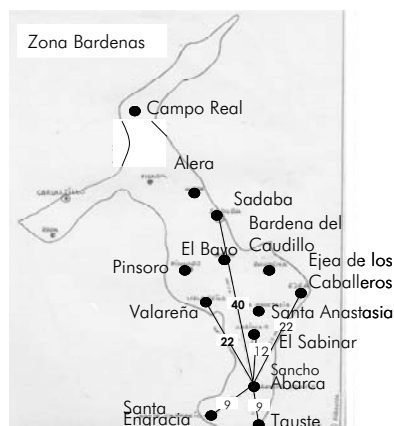 Zona Bardenas
Campo Real
Alera
Sadaba
Bardena del
Caudillo
El Bayo
Ejea de los
Caballeros
Pinsoro
40
Valareña
Santa Anastasia
22
22
El Sabinar
12
Sancho
Abarca
9
9
Santa
Engracia
Tauste